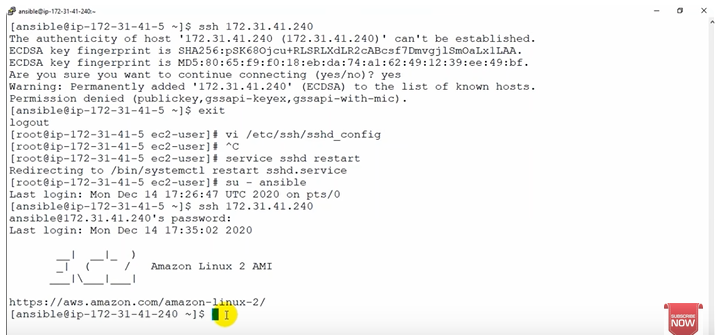 ansible@ip-172-31-41-5:~
[ansible@ip-172-31-41-5 ~]$ ssh 172.31.41.240
The authenticity of host '172.31.41.240 (172.31.41.240)' can't be established.
ECDSA key fingerprint is SHA256:pSK68Ojcu+RLSRLXdLR2cABcsf7DmvgjlSmOaLxlLAA.
ECDSA key fingerprint is MD5:80:65:f9:f0:18:eb:da:74:a1:62:49:12:39:ee:49:bf.
Are you sure you want to continue connecting (yes/no)? yes
Warning: Permanently added '172.31.41.240' (ECDSA) to the list of known hosts.
Permission denied (publickey,gssapi-keyex,gssapi-with-mic).
[ansible@ip-172-31-41-5 ~]$ exit
logout
[root@ip-172-31-41-5 ec2-user]# vi /etc/ssh/sshd_config
[root@ip-172-31-41-5 ec2-user]# ^C
[root@ip-172-31-41-5 ec2-user]# service sshd restart
Redirecting to /bin/systemctl restart sshd.service
[root@ip-172-31-41-5 ec2-user]# su - ansible
Last login: Mon Dec 14 17:26:47 UTC 2020 on pts/0
[ansible@ip-172-31-41-5 ~]$ ssh 172.31.41.240
ansible@172.31.41.240's password:
Last login: Mon Dec 14 17:35:02 2020
__|  __|_  )
_|  (     /   Amazon Linux 2 AMI
___|\___|___|
https://aws.amazon.com/amazon-linux-2/
[ansible@ip-172-31-41-240 ~]$
SUBSCRIBE
NOW